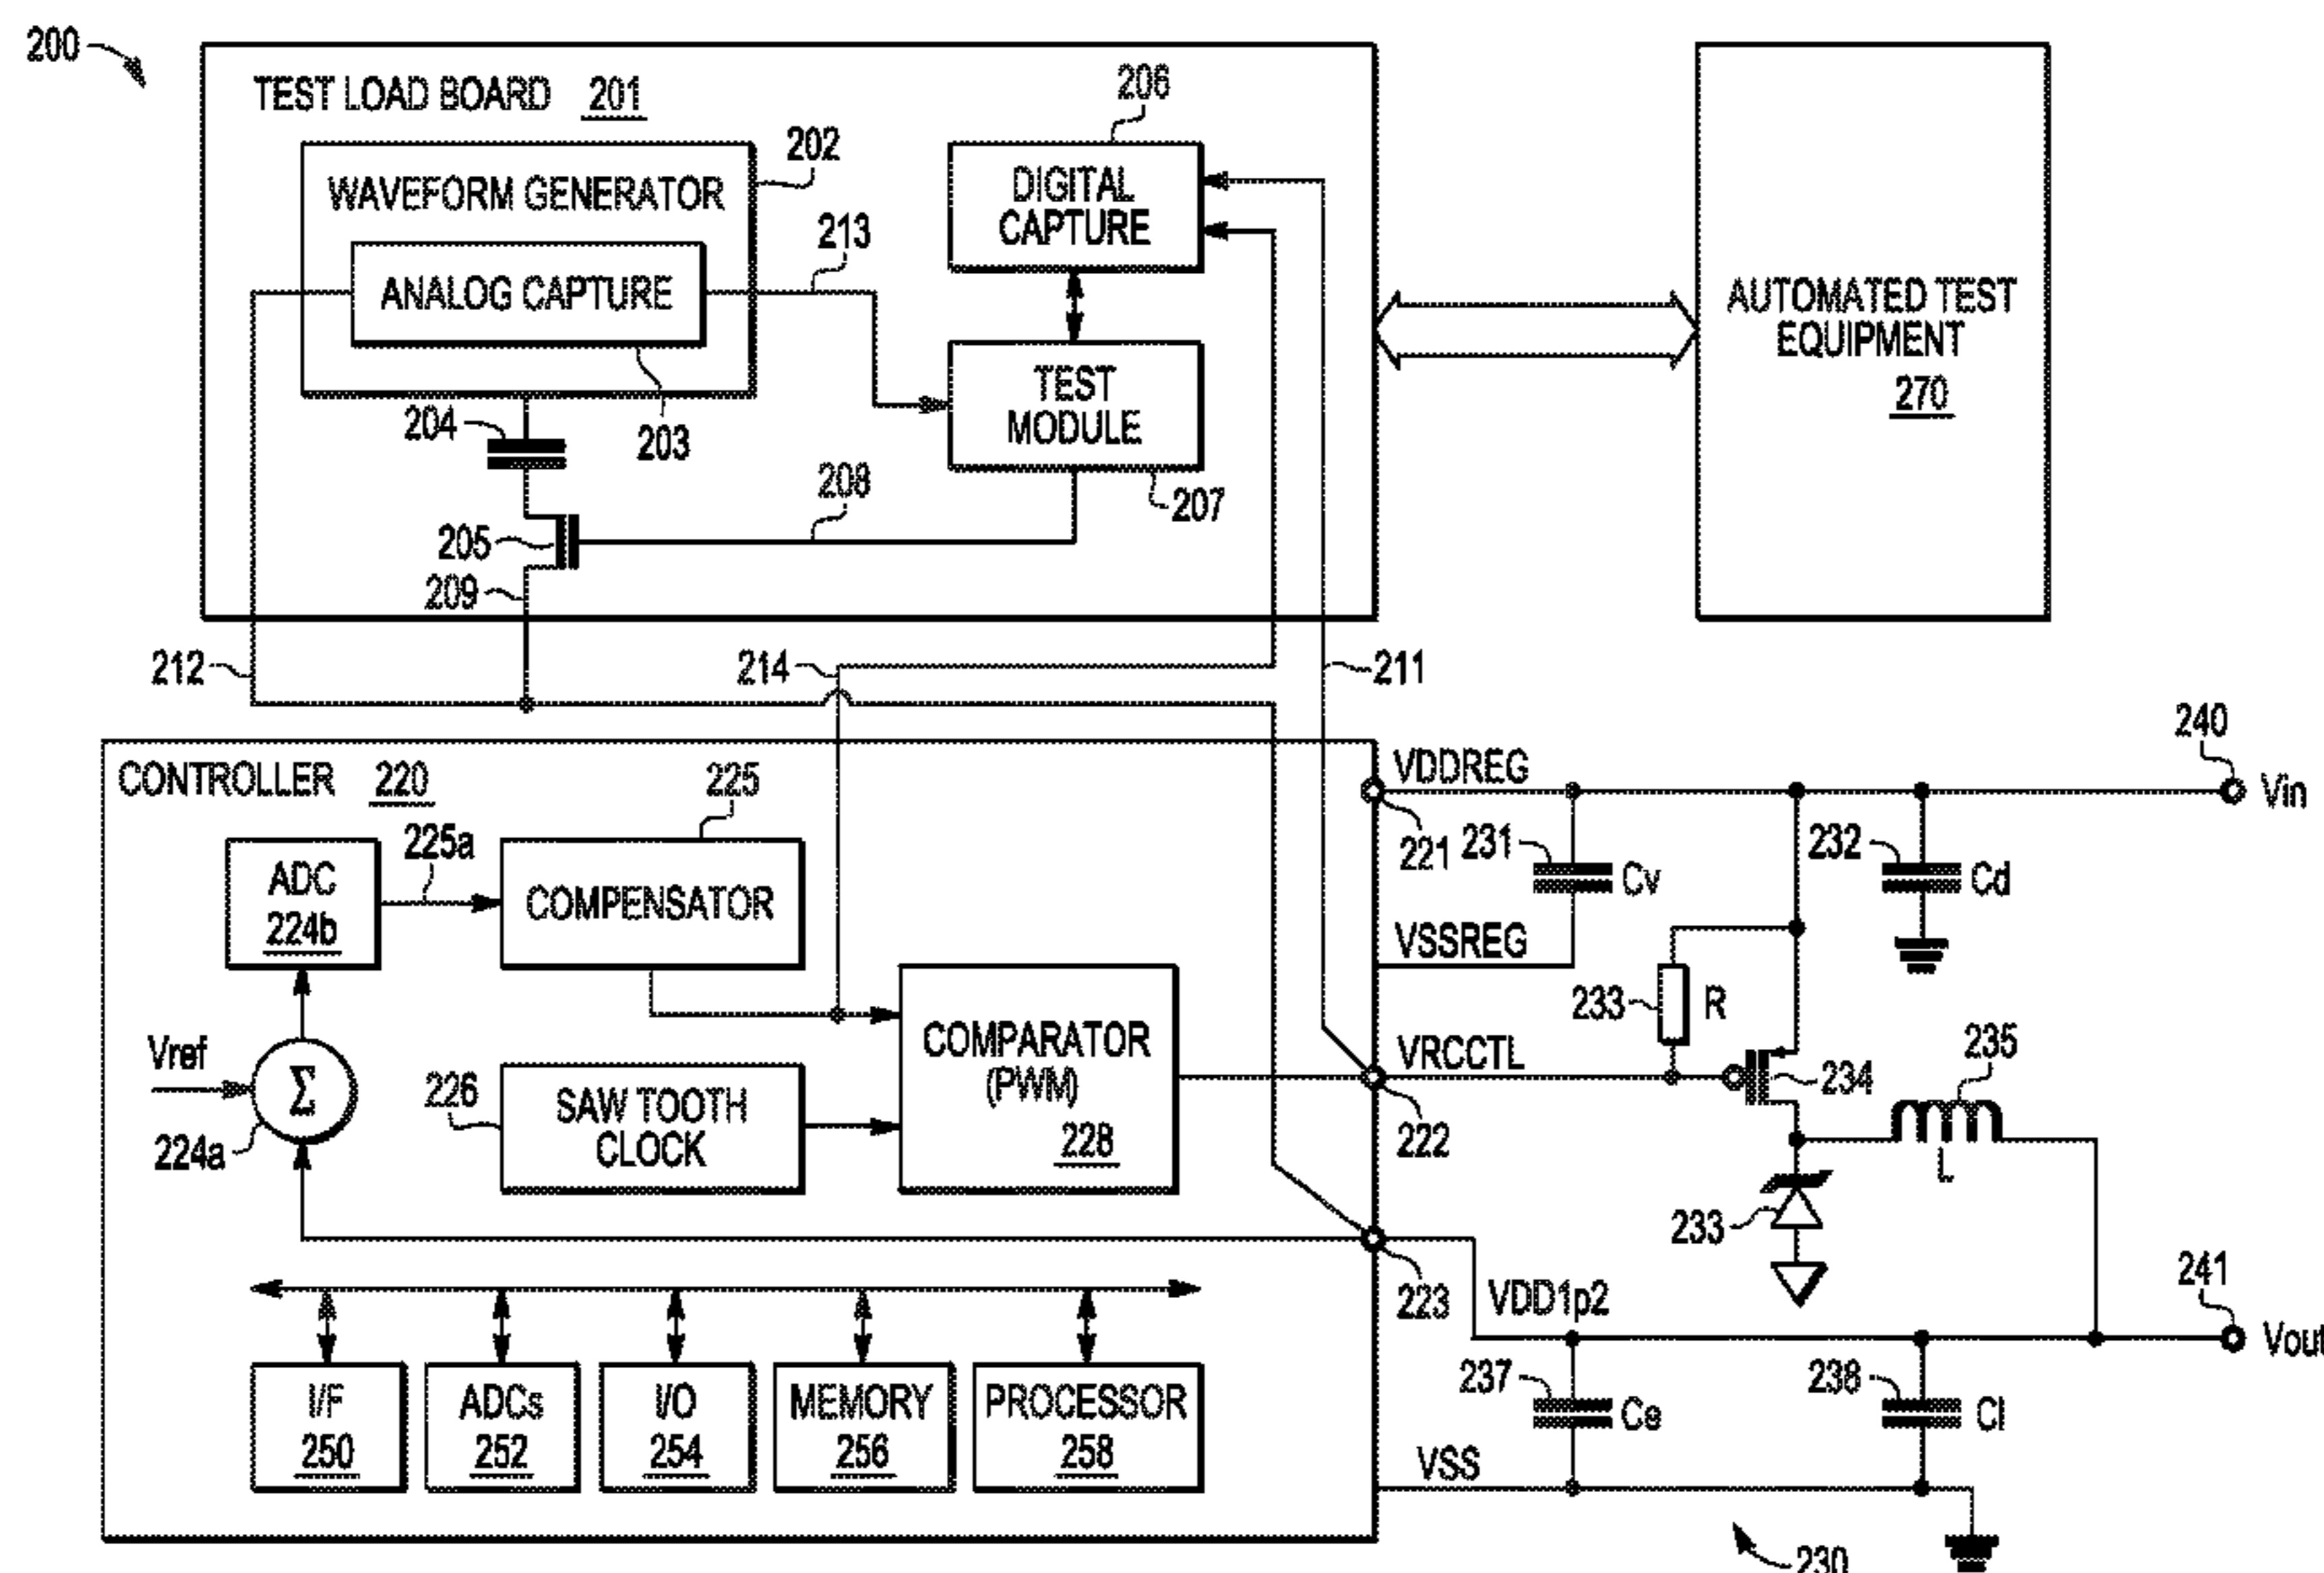 200
TEST LOAD BOARD 201
206
202
WAVEFORM GENERATOR
DIGITAL
CAPTURE
213
ANALOG CAPTURE
AUTOMATED TEST
EQUIPMENT
270
TEST
MODULE
204
203
208
207
205
209
212
214
211
240
CONTROLLER 220
225
VDDREG
Vin
225a
221
231
232
ADC
224b
COMPENSATOR
Cv
Cd
VSSREG
233
R
COMPARATOR
(PWM)
228
Vref
Σ
VRCCTL
235
226
SAW TOOTH
CLOCK
234
224a
222
L
233
223
VDD1p2
241
Vout
237
238
I/F
250
ADCs
252
I/O
254
MEMORY
256
PROCESSOR
258
Ce
Cl
VSS
230